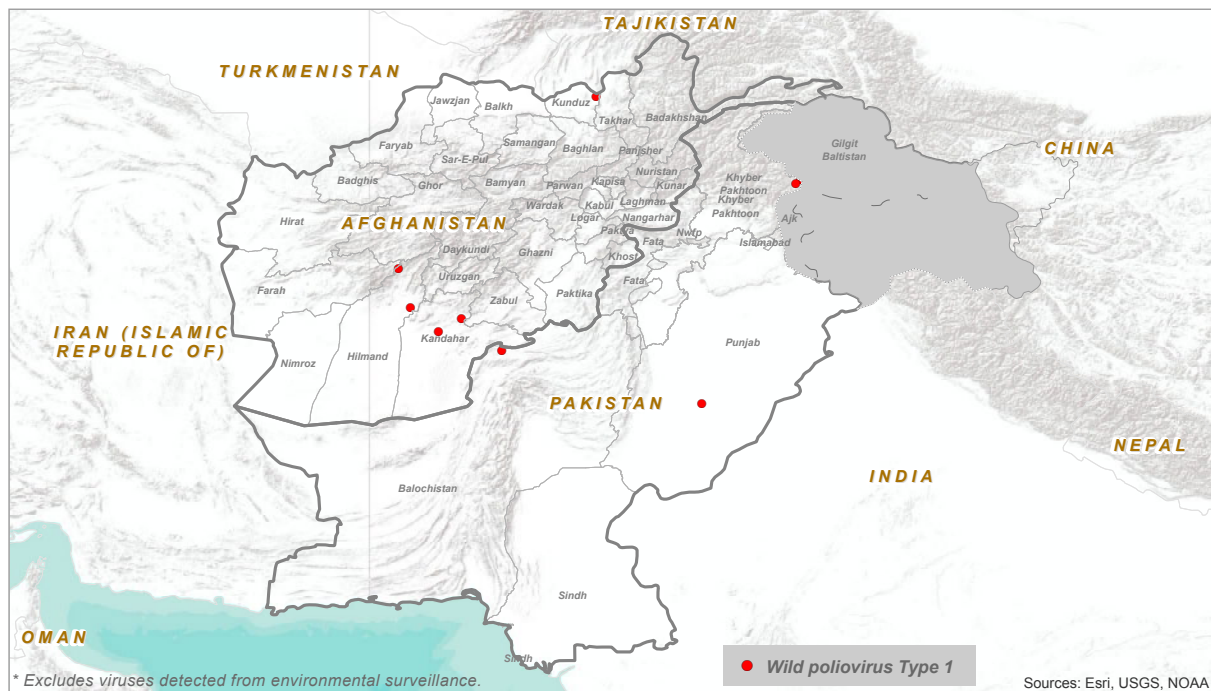 TAJIKISTAN
TURKMENISTAN
Jawzjan
Balkh
Kunduz
Takhar
Badakhshan
Faryab
Samangan
Baghlan
Panjsher
Sar-E-Pul
Gilgit
Baltistan
CHINA
Badghis
Ghor
Bamyan
Parwan
Kapisa
Nuristan
Kunar
Khyber
Pakhtoon
Khyber
Pakhtoon
Wardak
Kabul
Laghman
Hirat
AFGHANISTAN
Logar
Nangarhar
Ajk
Paktya
Fata
Nwfp
Islamabad
Daykundi
Ghazni
Khost
Uruzgan
Fata
Farah
Zabul
Paktika
IRAN (ISLAMIC
REPUBLIC OF)
Kandahar
Punjab
Hilmand
Nimroz
PAKISTAN
NEPAL
INDIA
Balochistan
Sindh
OMAN
Sindh
Wild poliovirus Type 1
* Excludes viruses detected from environmental surveillance.
Sources: Esri, USGS, NOAA